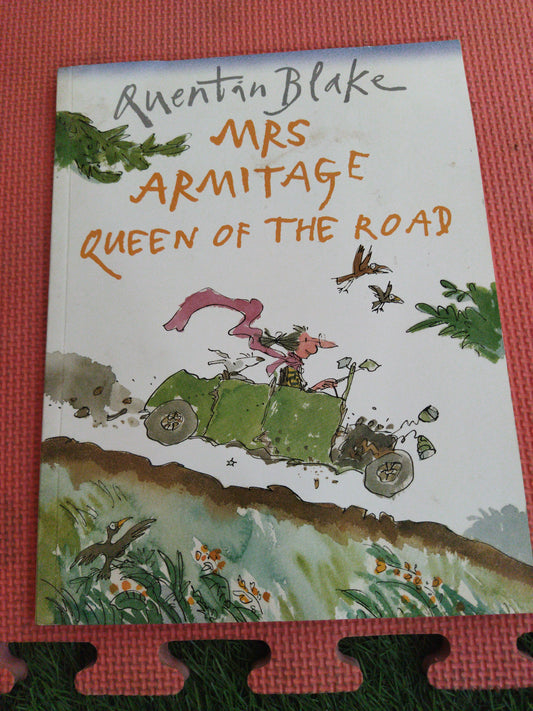 Quentin Blake
MRS
ARMITAGE
QUEEN OF THE ROAD